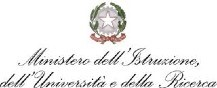 Ministero dell'Istruzione,
dell'Università e della Ricerca